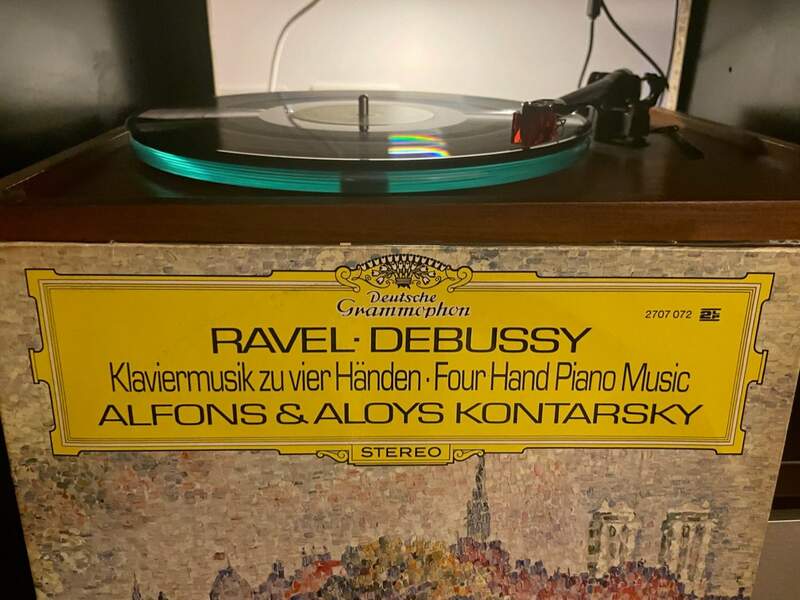 Deutsche
Grammophon
2707 072
RAVEL · DEBUSSY
Klaviermusik zu vier Händen · Four Hand Piano Music
ALFONS & ALOYS KONTARSKY
STEREO